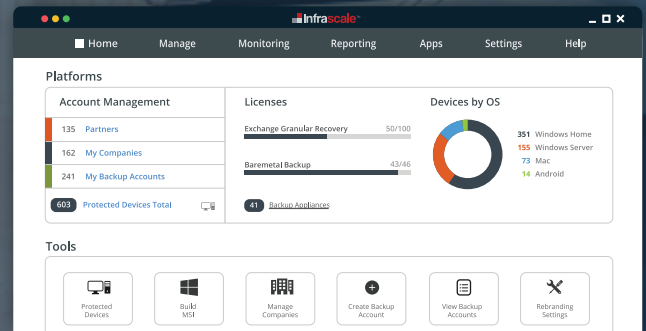 Infrascale
Home Manage Monitoring Reporting Apps Settings Help
Platforms
Account Management
135 Partners
162 My Companies
241 My Backup Accounts
603 Protected Devices Total
Licenses
Exchange Granular Recovery 50/100
Baremetal Backup 43/46
41 Backup Appliances
Devices by OS
351 Windows Home
155 Windows Server
73 Mac
14 Android
Tools
Protected
Devices
Build
MSI
Manage
Companies
Create Backup
Account
View Backup
Accounts
Rebranding
Settings